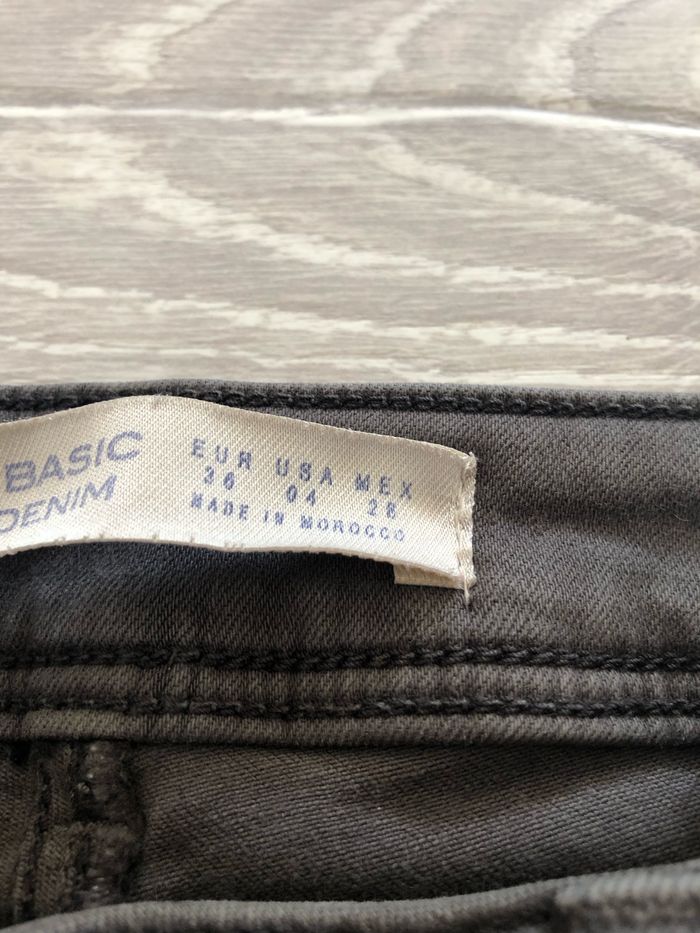 BASIC
DENIM
EUR USA MEX
36 04 26
MADE IN MOROCCO